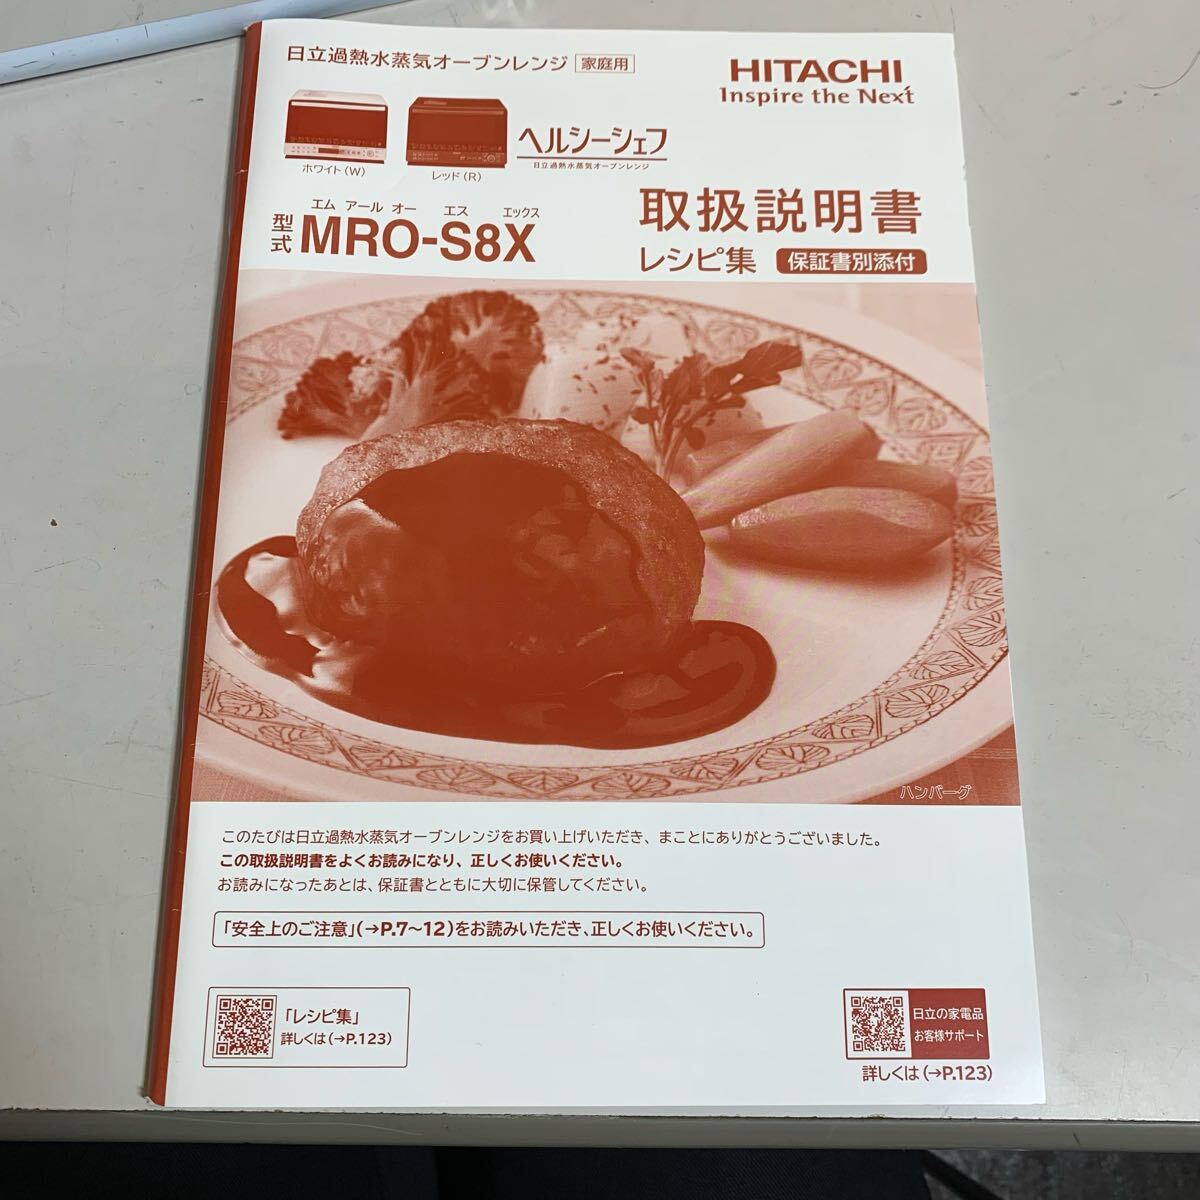 日立過熱水蒸気オーブンレンジ 家庭用
HITACHI
Inspire the Next
ホワイト(W)
レッド(R)
ヘルシーシェフ
日立過熱水蒸気オーブンレンジ
エム アール オー エス エックス
型式 MRO-S8X
取扱説明書
レシピ集 保証書別添付
ハンバーグ
このたびは日立過熱水蒸気オーブンレンジをお買い上げいただき、まことにありがとうございました。
この取扱説明書をよくお読みになり、正しくお使いください。
お読みになったあとは、保証書とともに大切に保管してください。
「安全上のご注意」(→P.7〜12)をお読みいただき、正しくお使いください。
「レシピ集」
詳しくは(→P.123)
日立の家電品
お客様サポート
詳しくは(→P.123)